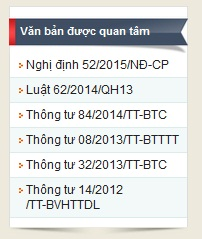 Văn bản được quan tâm
Nghị định 52/2015/NĐ-CP
Luật 62/2014/QH13
Thông tư 84/2014/TT-BTC
Thông tư 08/2013/TT-BTTTT
Thông tư 32/2013/TT-BTC
Thông tư 14/2012
/TT-BVHTTDL